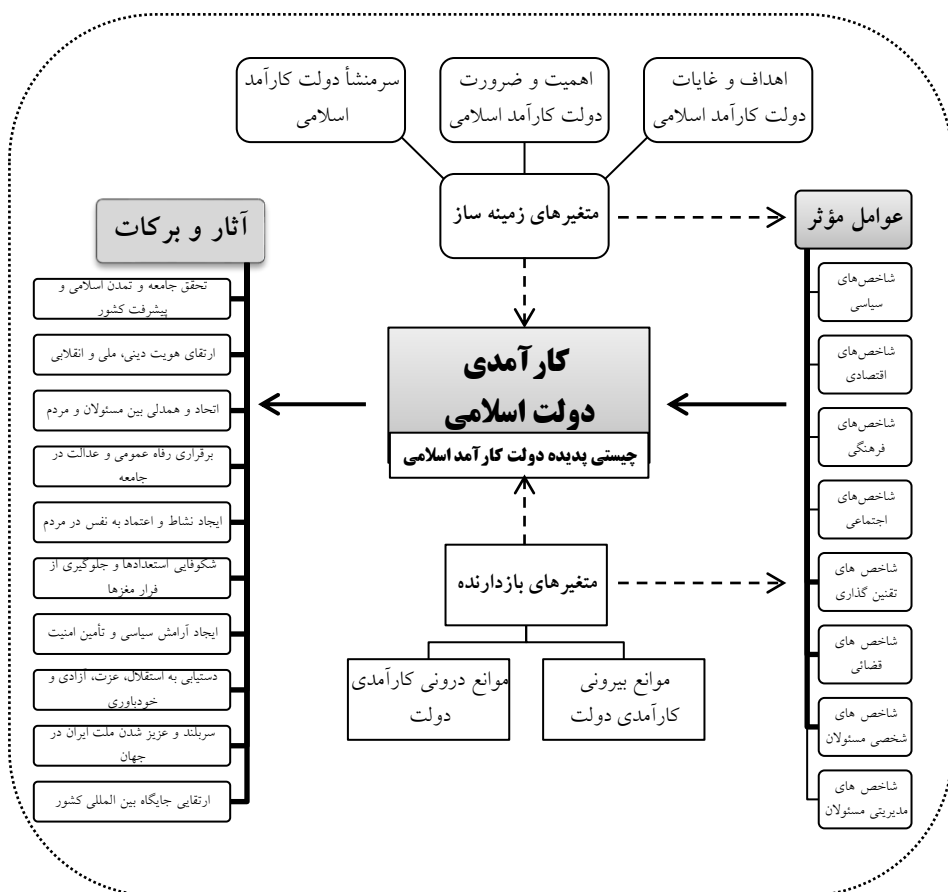 اهداف و غایات
دولت کارآمد اسلامی
اهمیت و ضرورت
دولت کارآمد اسلامی
سرمنشأ دولت کارآمد
اسلامی
متغیرهای زمینه ساز
عوامل مؤثر
شاخص‌های
سیاسی
شاخص‌های
اقتصادی
شاخص‌های
فرهنگی
شاخص‌های
اجتماعی
شاخص های
تقنین گذاری
شاخص های
قضائی
شاخص های
شخصی مسئولان
شاخص های
مدیریتی مسئولان
کارآمدی
دولت اسلامی
چیستی پدیده دولت کارآمد اسلامی
متغیرهای بازدارنده
موانع بیرونی
کارآمدی دولت
موانع درونی کارآمدی
دولت
آثار و برکات
تحقق جامعه و تمدن اسلامی و
پیشرفت کشور
ارتقای هویت دینی، ملی و انقلابی
اتحاد و همدلی بین مسئولان و مردم
برقراری رفاه عمومی و عدالت در
جامعه
ایجاد نشاط و اعتماد به نفس در مردم
شکوفایی استعدادها و جلوگیری از
فرار مغزها
ایجاد آرامش سیاسی و تأمین امنیت
دستیابی به استقلال، عزت، آزادی و
خودباوری
سربلند و عزیز شدن ملت ایران در
جهان
ارتقایی جایگاه بین المللی کشور